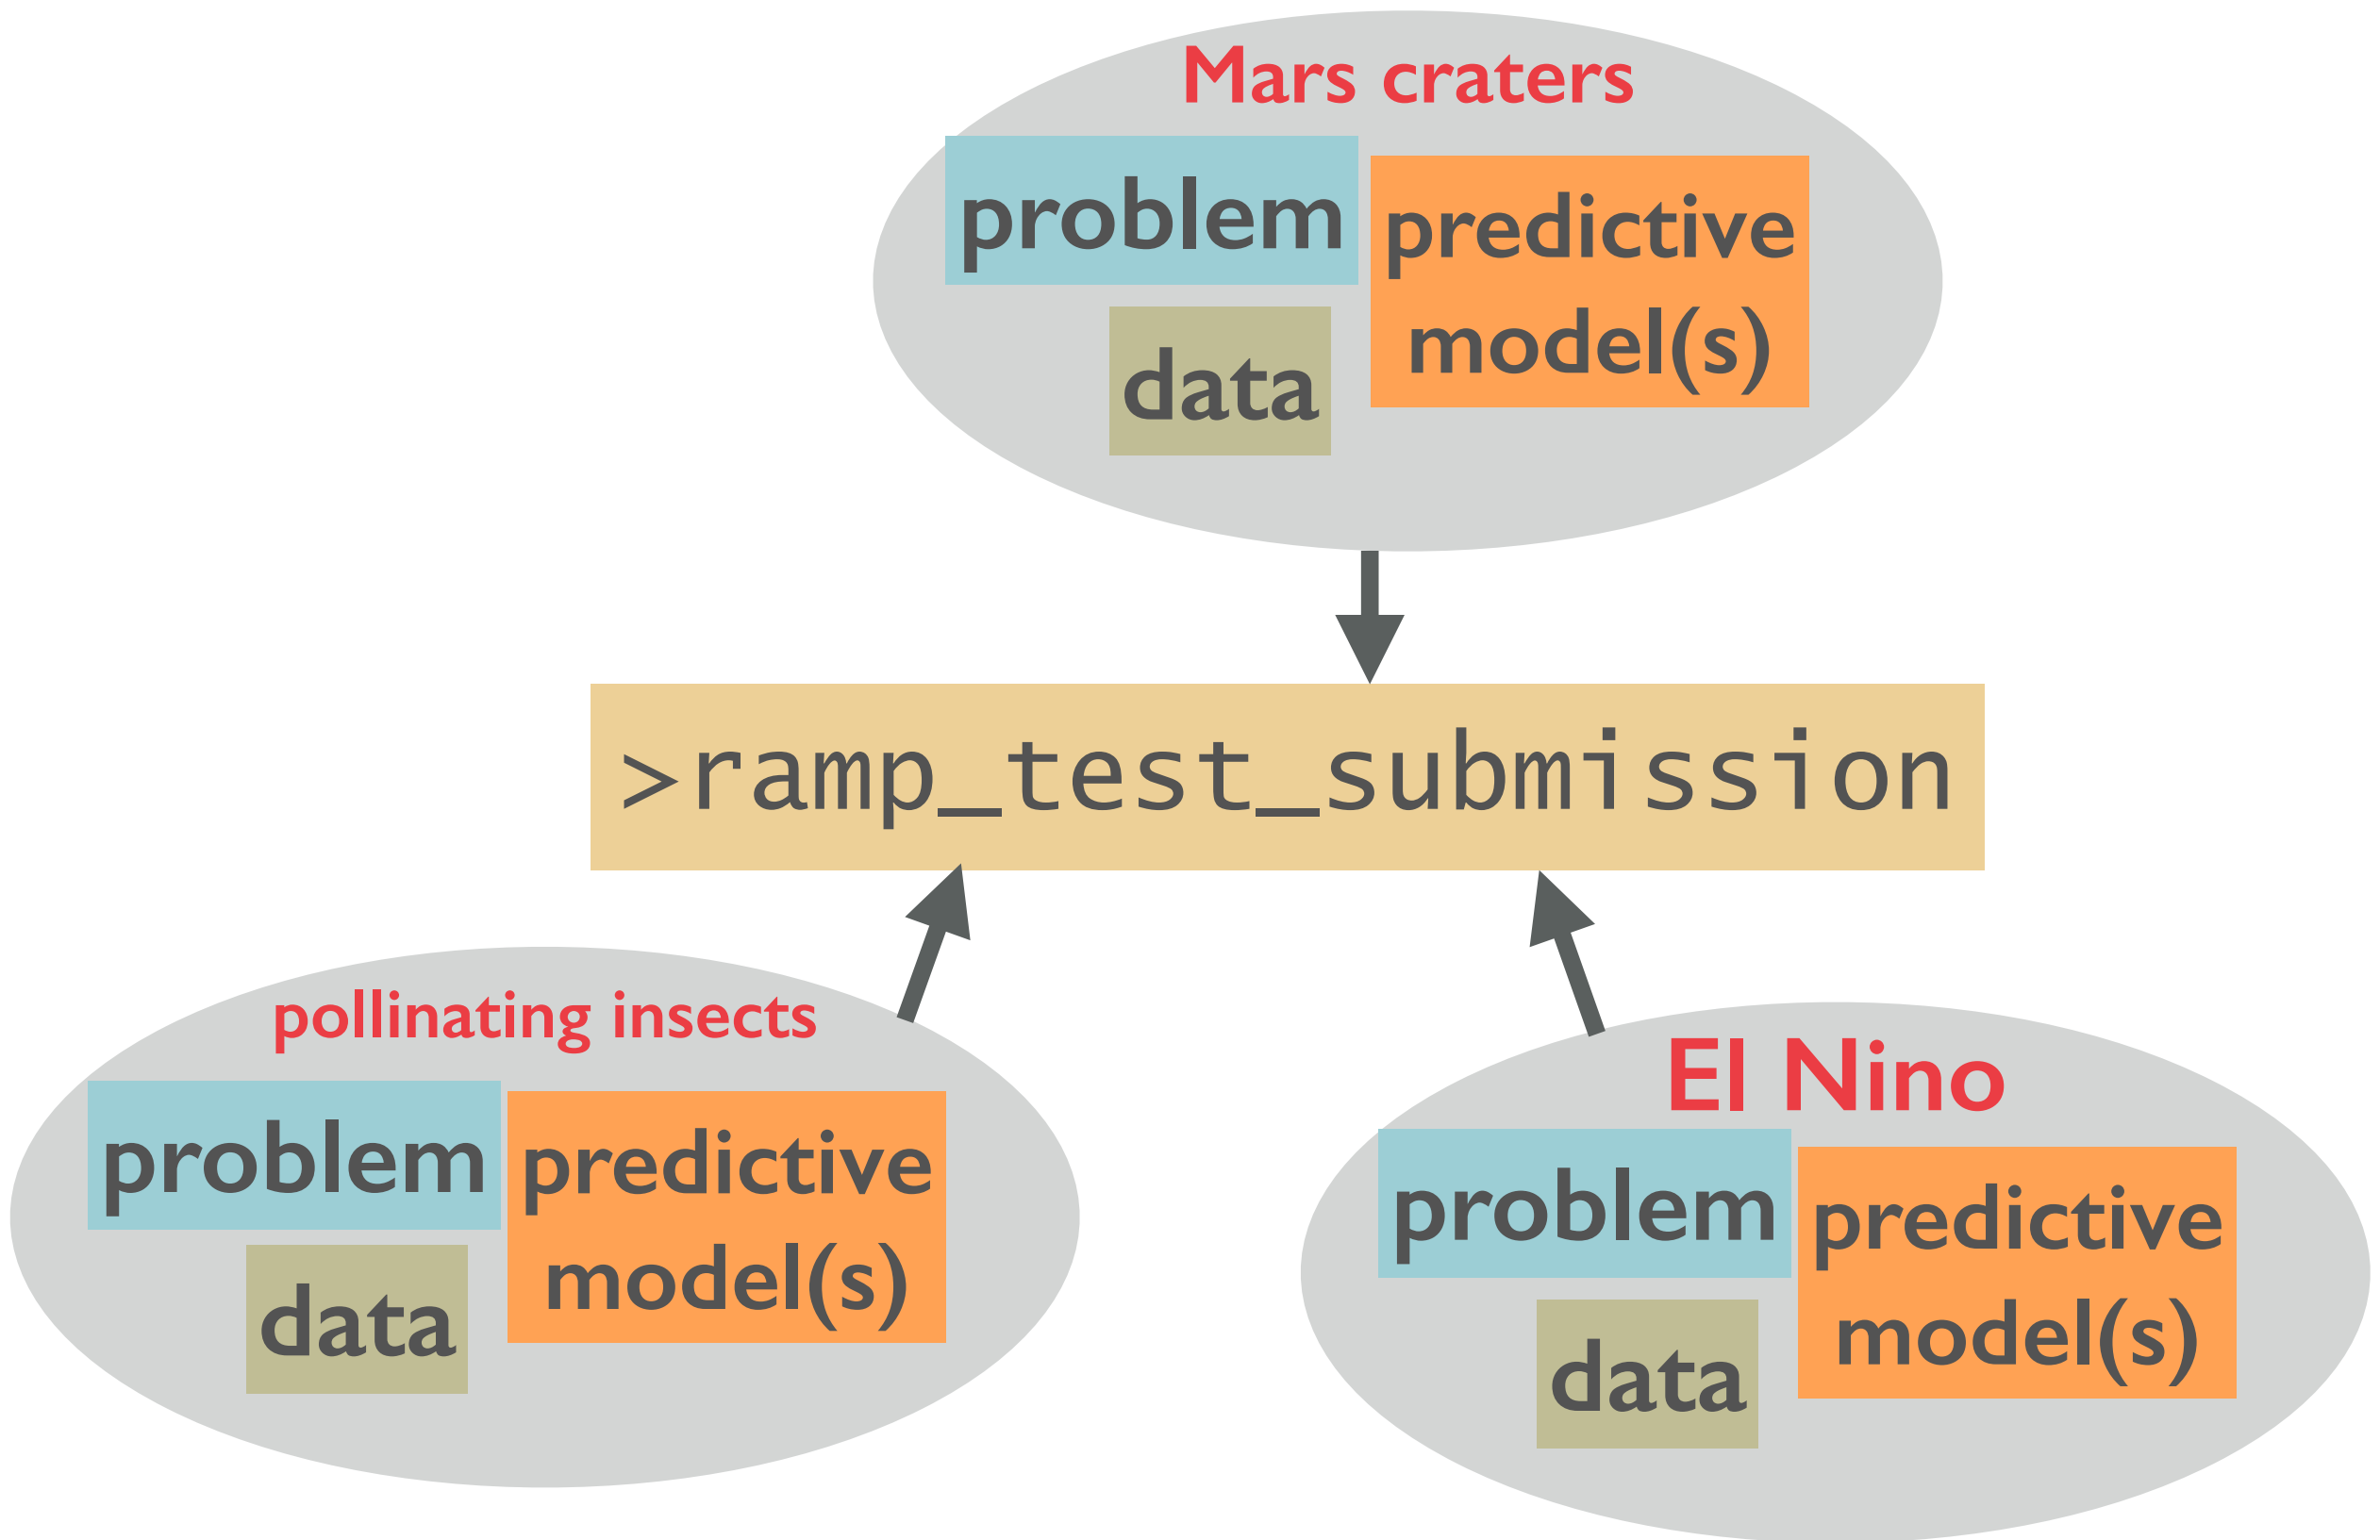 Mars craters
problem
predictive
model(s)
data
>ramp_test_submission
pollinating insects
problem
predictive
model(s)
data
El Nino
problem
predictive
model(s)
data